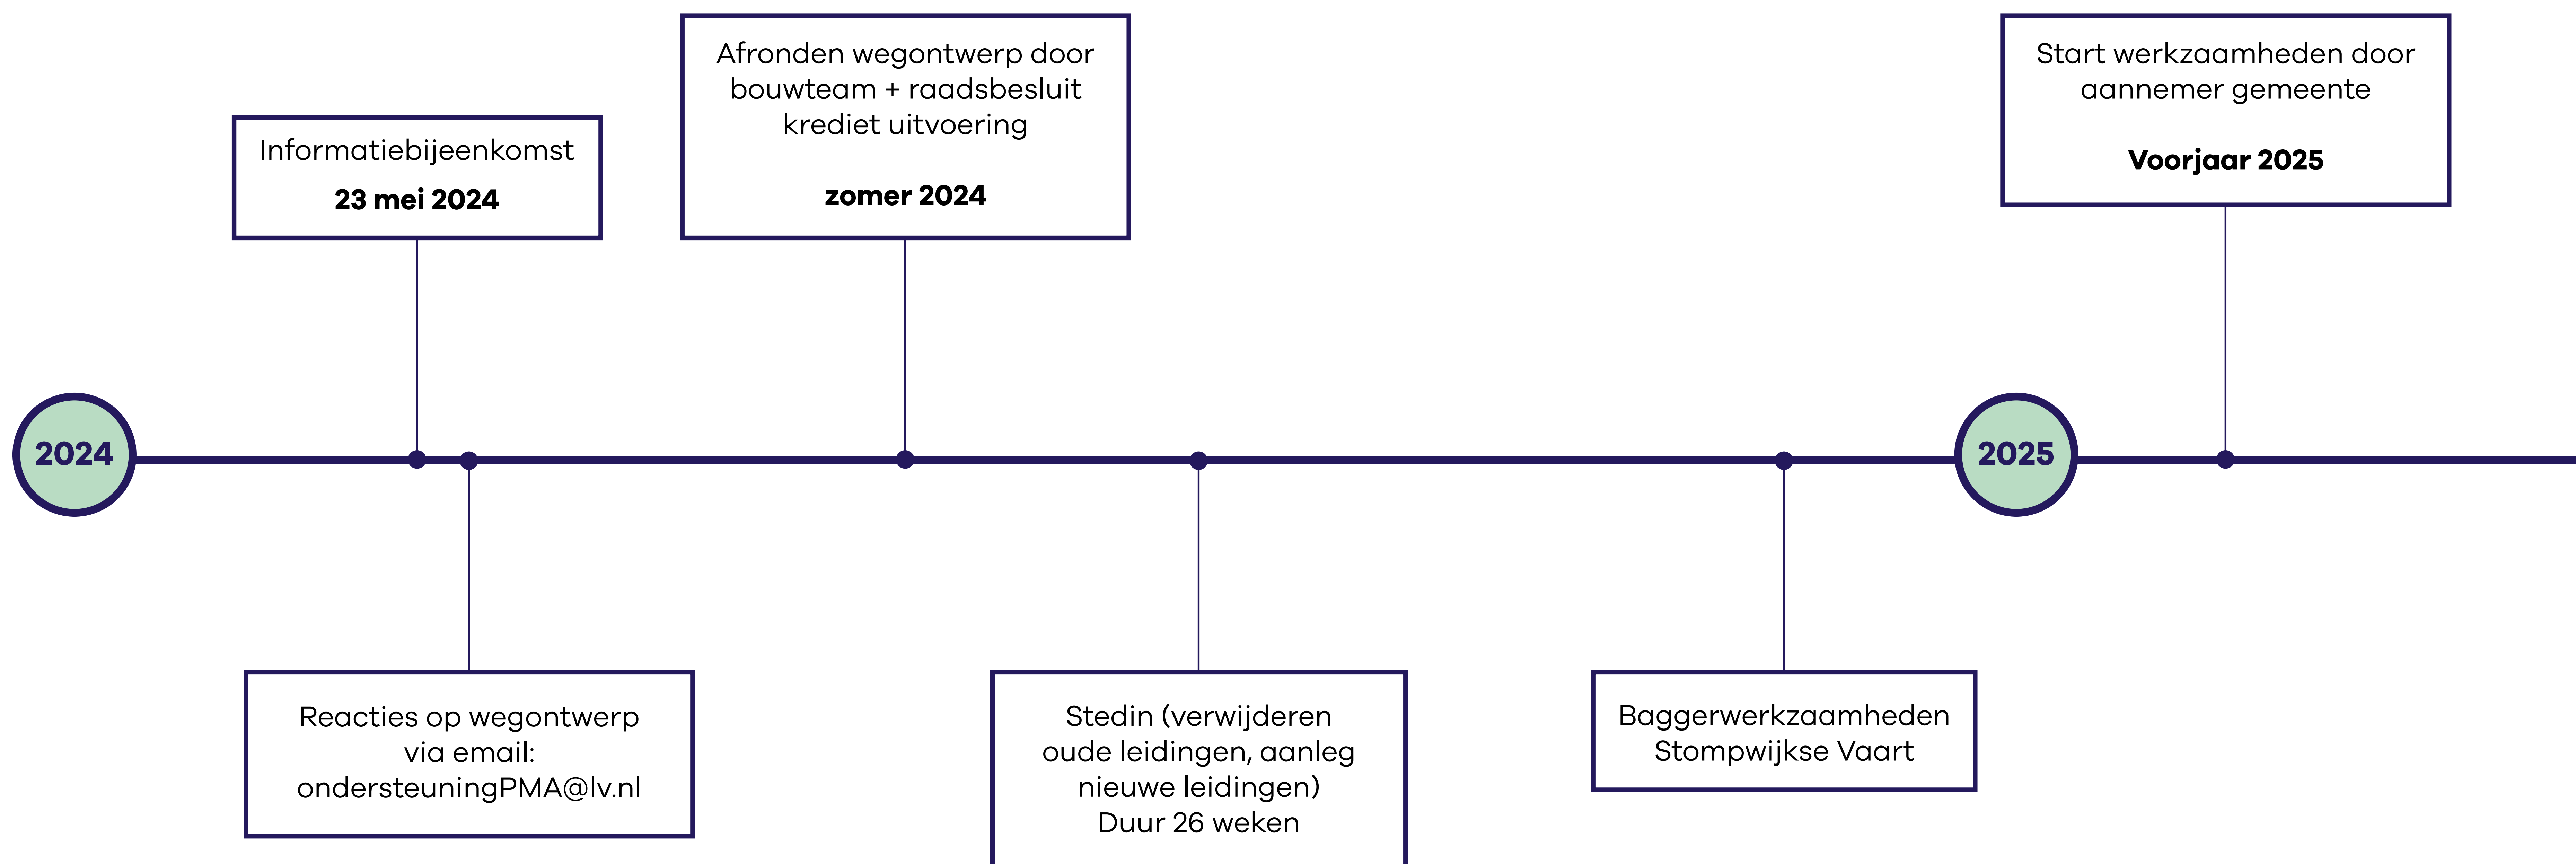 Informatiebijeenkomst
23 mei 2024
Afronden wegontwerp door
bouwteam + raadsbesluit
krediet uitvoering
zomer 2024
Start werkzaamheden door
aannemer gemeente
Voorjaar 2025
2024
2025
Reacties op wegontwerp
via email:
ondersteuningPMA@lv.nl
Stedin (verwijderen
oude leidingen, aanleg
nieuwe leidingen)
Duur 26 weken
Baggerwerkzaamheden
Stompwijkse Vaart